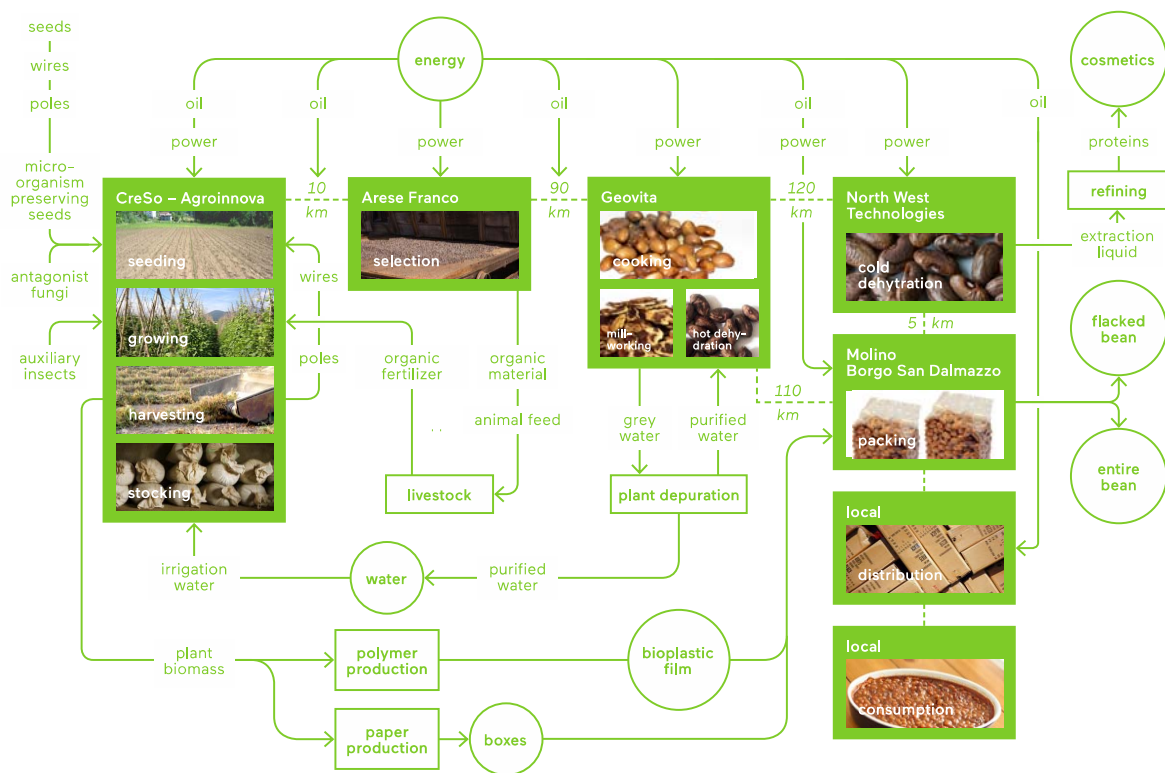 seeds
wires
poles
micro–
organism
preserving
seeds
antagonist
fungi
auxiliary
insects
energy
oil
oil
oil
oil
oil
power
power
power
power
power
cosmetics
proteins
refining
extraction
liquid
CreSo – Agroinnova
seeding
growing
harvesting
stocking
10
km
Arese Franco
selection
90
km
Geovita
cooking
mill–
working
hot dehy–
dration
120
km
North West
Technologies
cold
dehytration
5 km
flacked
bean
wires
poles
organic
fertilizer
organic
material
animal feed
grey
water
purified
water
110
km
Molino
Borgo San Dalmazzo
packing
entire
bean
livestock
plant depuration
local
distribution
irrigation
water
water
purified
water
plant
biomass
polymer
production
bioplastic
film
local
consumption
paper
production
boxes